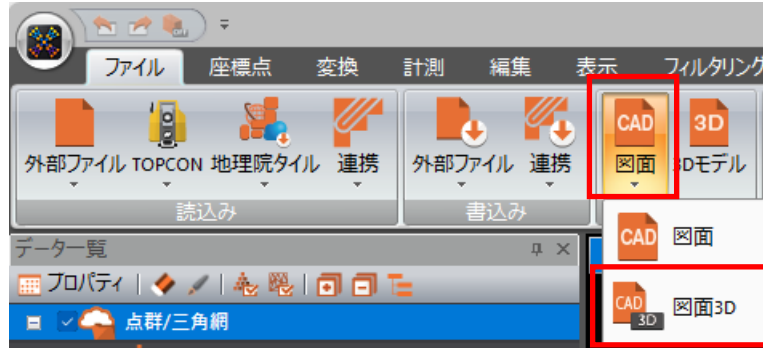 ファイル 座標点 変換 計測 編集 表示 フィルタリング
外部ファイル TOPCON 地理院タイル 連携 外部ファイル 連携 CAD 図面 3D 3Dモデル
読込み 書込み
CAD 図面
CAD 3D 図面3D
データ一覧
プロパティ
点群/三角網